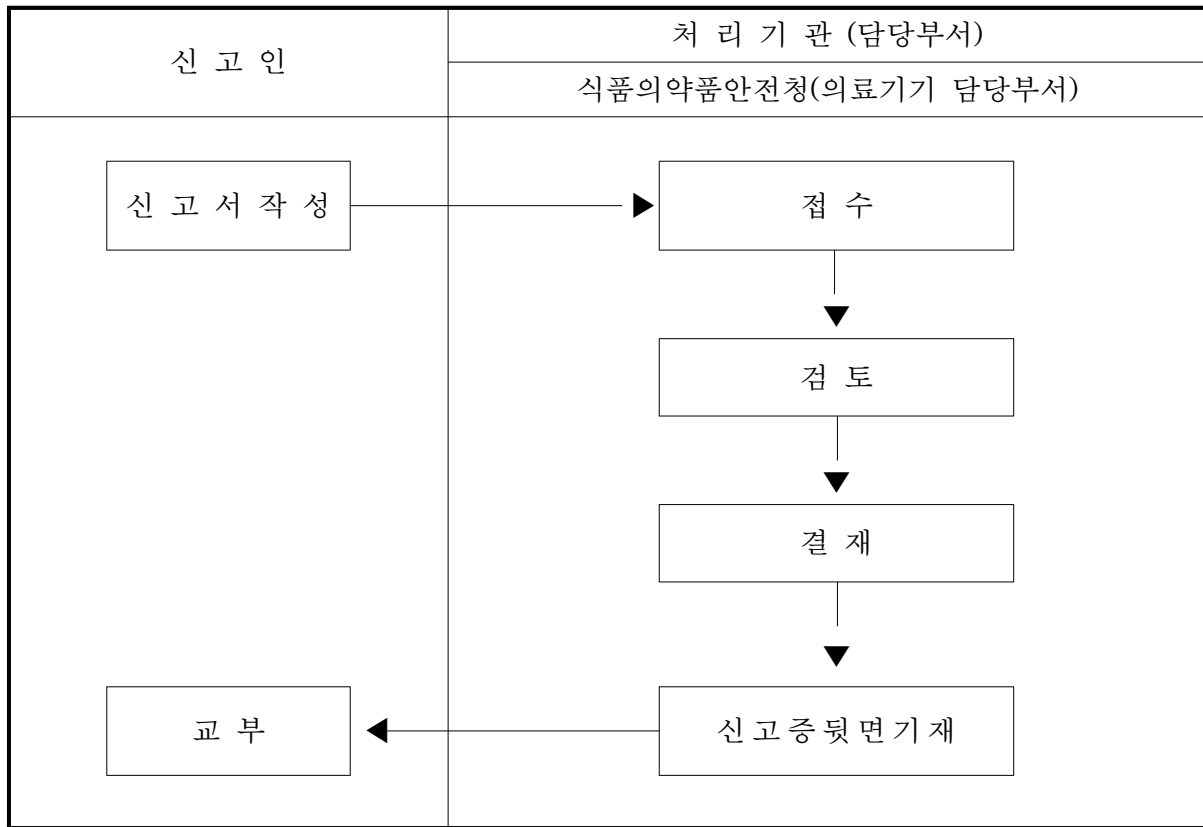 신 고 인
처 리 기 관 (담당부서)
식품의약품안전청(의료기기 담당부서)
신 고 서 작 성
접 수
검 토
결 재
교 부
신 고 증 뒷 면 기 재